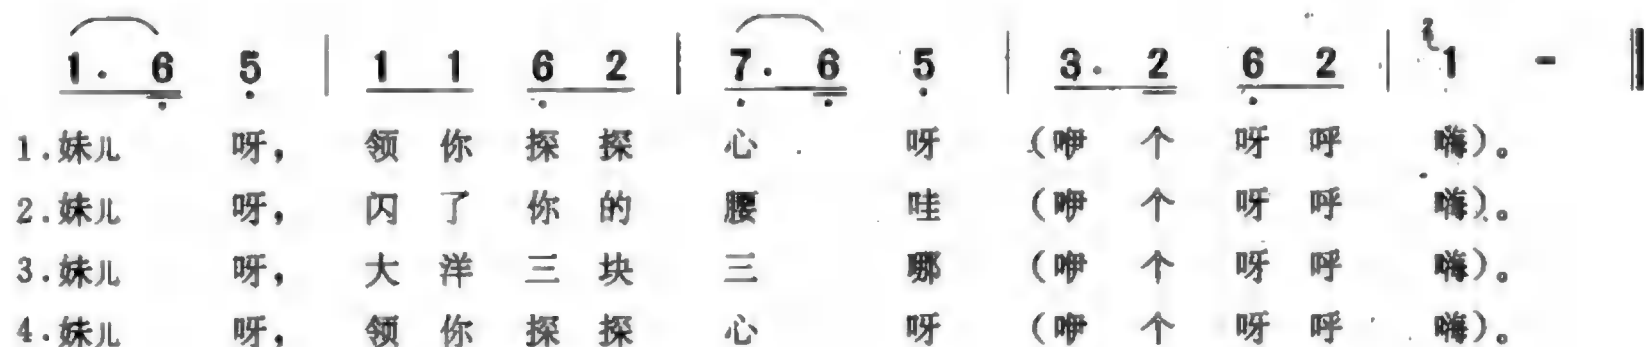 1. 6 5 | 1 1 6 2 | 7. 6 5 | 3. 2 6 2 | 2 1 - ‖
1.妹儿 呀, 领 你 探 探 心 呀 (咿 个 呀 呼 嗨)。
2.妹儿 呀, 闪 了 你 的 腰 哇 (咿 个 呀 呼 嗨)。
3.妹儿 呀, 大 洋 三 块 三 哪 (咿 个 呀 呼 嗨)。
4.妹儿 呀, 领 你 探 探 心 呀 (咿 个 呀 呼 嗨)。